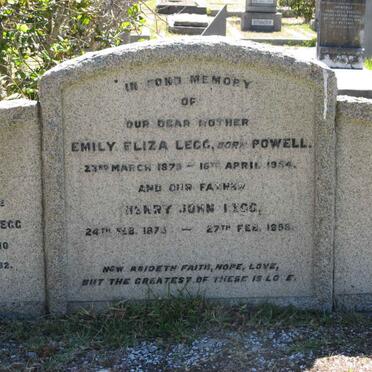 IN FOND MEMORY
OF
OUR DEAR MOTHER
EMILY ELIZA LEGG, BORN POWELL.
23RD MARCH 1873 - 16TH APRIL 1954.
AND OUR FATHER
HENRY JOHN LEGG,
24TH FEB. 1873 - 27TH FEB. 1958.
NOW ABIDETH FAITH, HOPE, LOVE,
BUT THE GREATEST OF THESE IS LOVE.
EGG